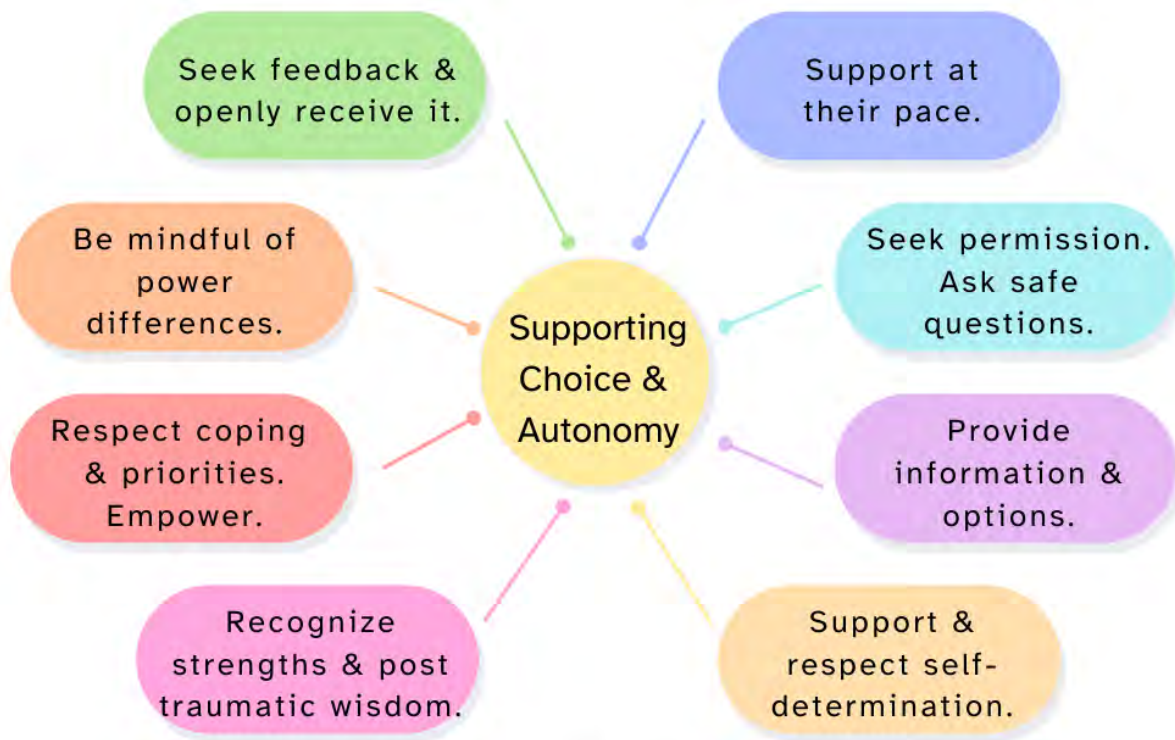 Seek feedback &
openly receive it.
Support at
their pace.
Be mindful of
power
differences.
Seek permission.
Ask safe
questions.
Supporting
Choice &
Autonomy
Respect coping
& priorities.
Empower.
Provide
information &
options.
Recognize
strengths & post
traumatic wisdom.
Support &
respect self-
determination.